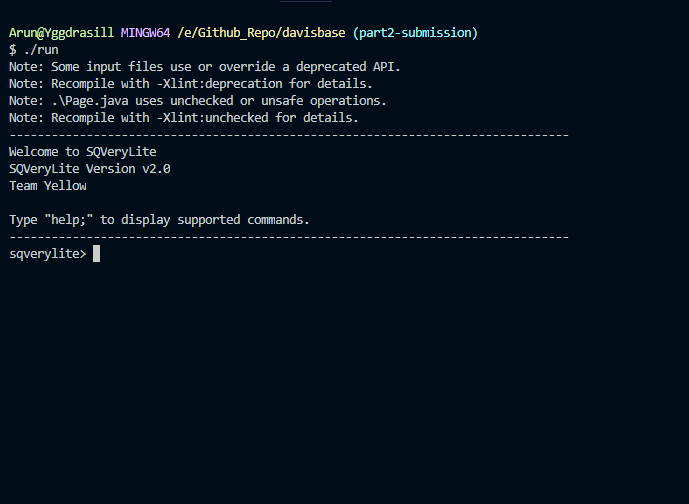 Arun@Yggdrasill MINGW64 /e/Github_Repo/davisbase (part2-submission)
$ ./run
Note: Some input files use or override a deprecated API.
Note: Recompile with -Xlint:deprecation for details.
Note: .\Page.java uses unchecked or unsafe operations.
Note: Recompile with -Xlint:unchecked for details.
--------------------------------------------------------------------------------
Welcome to SQVeryLite
SQVeryLite Version v2.0
Team Yellow
Type "help;" to display supported commands.
--------------------------------------------------------------------------------
sqverylite>